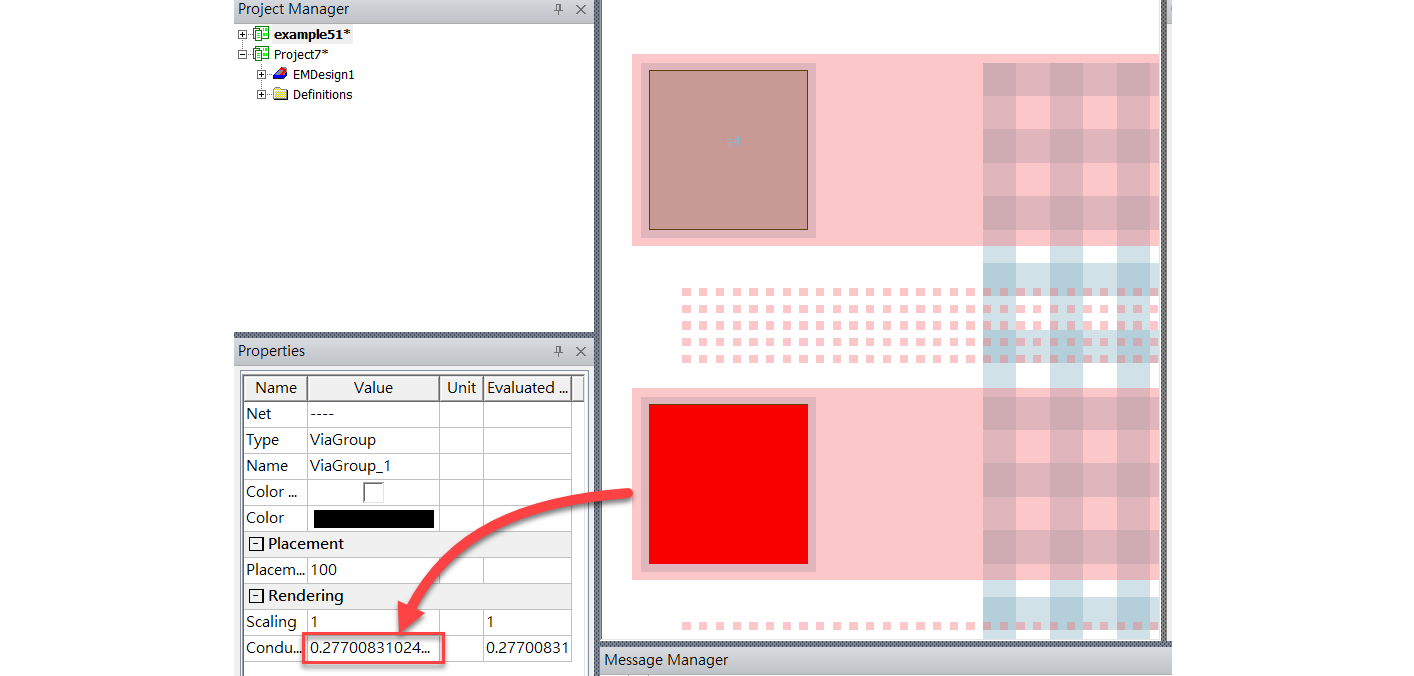 Project Manager
example51*
Project7*
EMDesign1
Definitions
Properties
Name Value Unit Evaluated ...
Net ----
Type ViaGroup
Name ViaGroup_1
Color ...
Color
Placement
Placem... 100
Rendering
Scaling 1 1
Condu... 0.27700831024... 0.27700831
Message Manager